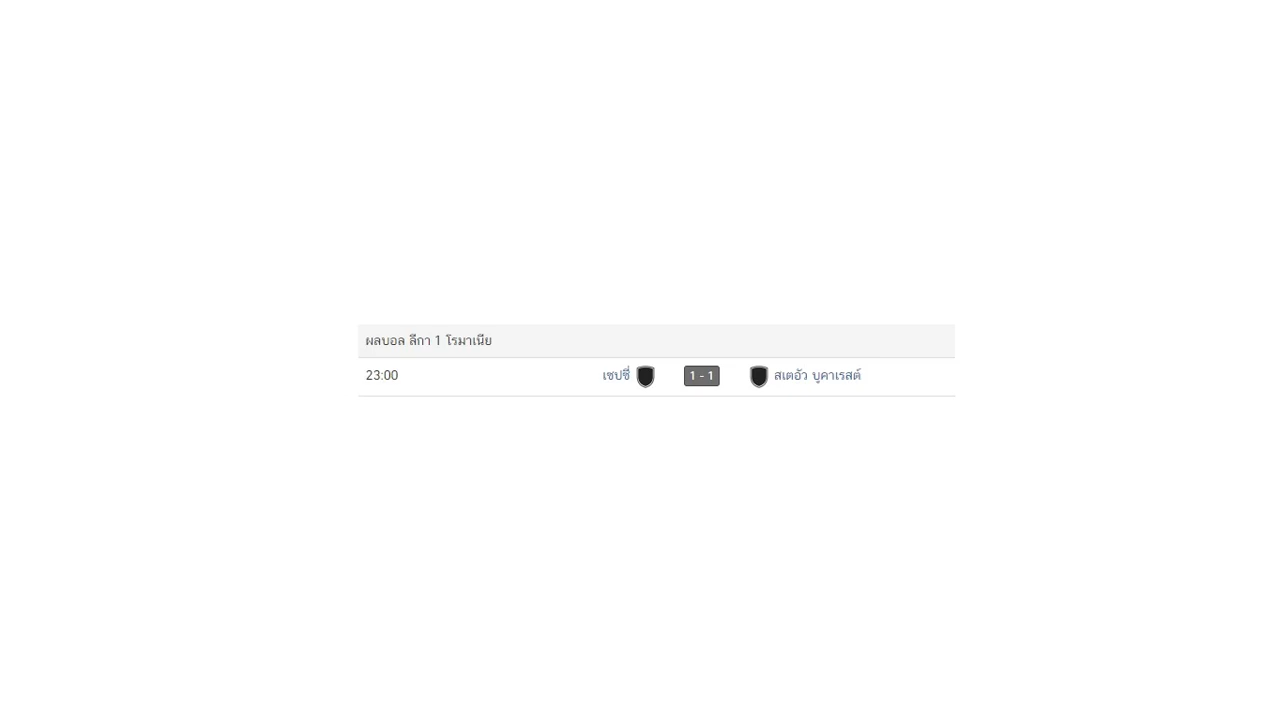 ผลบอล ลีกา 1 โรมาเนีย
23:00 เซปซี่ 1 - 1 สเตอัว บูคาเรสต์